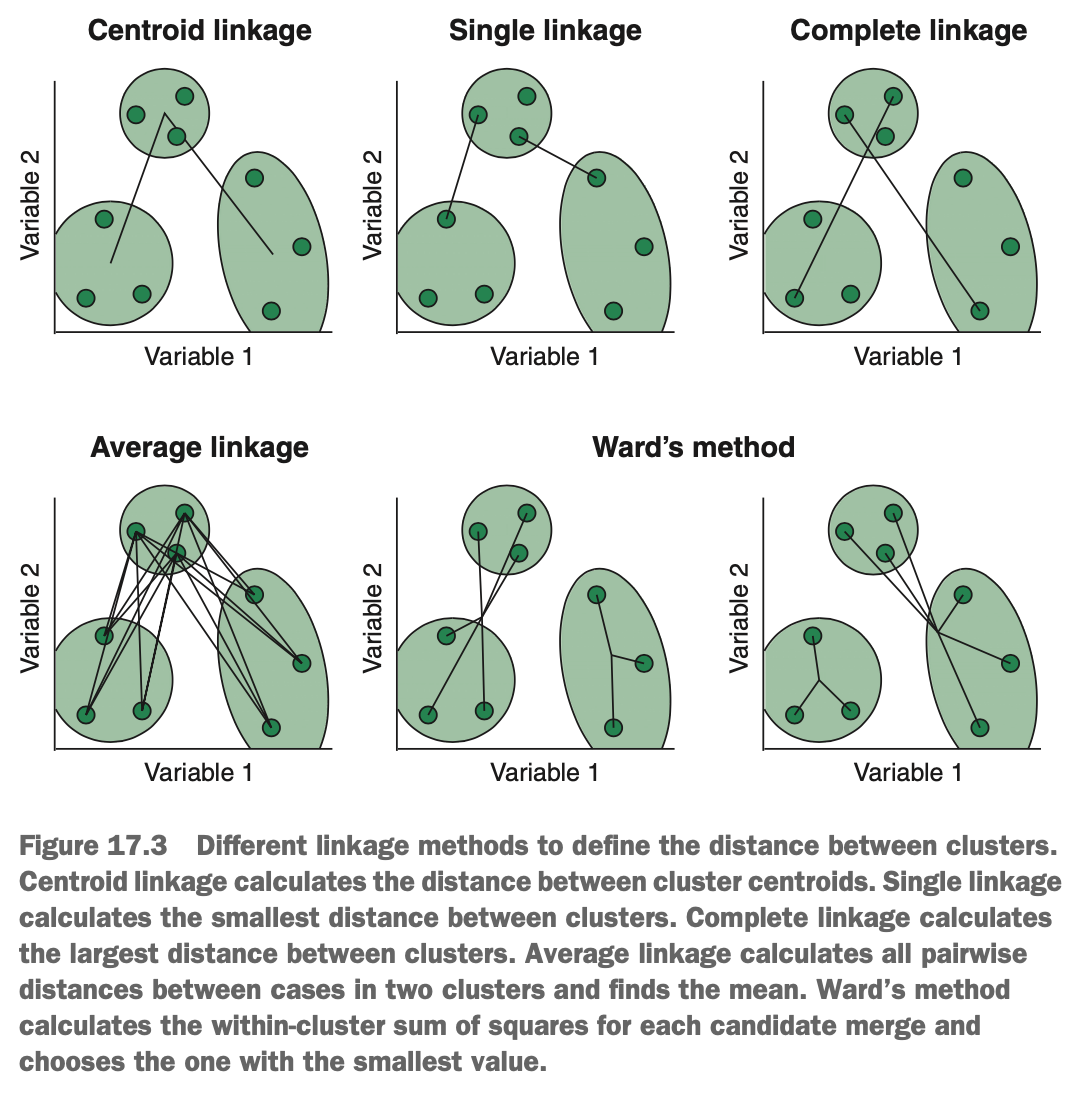 Centroid linkage
Single linkage
Complete linkage
Variable 2
Variable 2
Variable 2
Variable 1
Variable 1
Variable 1
Average linkage
Ward’s method
Variable 2
Variable 2
Variable 2
Variable 1
Variable 1
Variable 1
Figure 17.3 Different linkage methods to define the distance between clusters.
Centroid linkage calculates the distance between cluster centroids. Single linkage
calculates the smallest distance between clusters. Complete linkage calculates
the largest distance between clusters. Average linkage calculates all pairwise
distances between cases in two clusters and finds the mean. Ward’s method
calculates the within-cluster sum of squares for each candidate merge and
chooses the one with the smallest value.